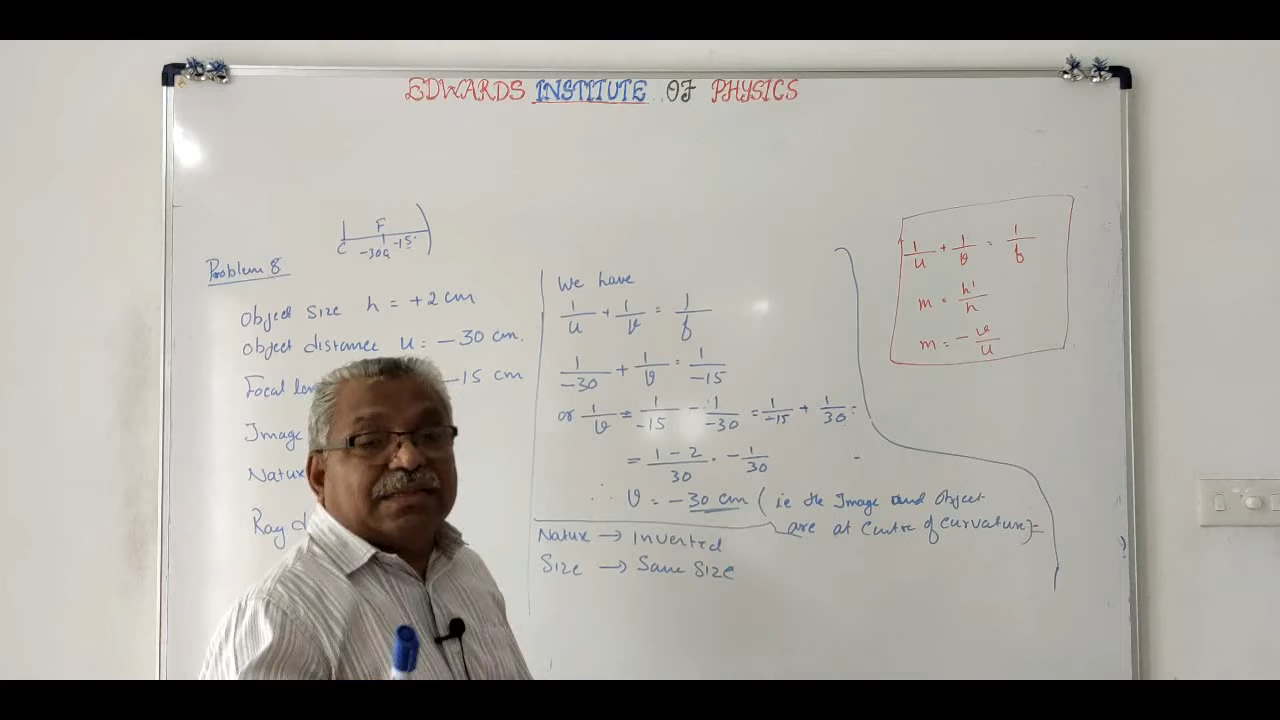 EDWARDS INSTITUTE OF PHYSICS
F
C -30 -15
Problem 8
Object size h = +2 cm
Object distance u = -30 cm.
Focal len -15 cm
Image
Nature
Ray d
We have
1/u + 1/v = 1/f
1/-30 + 1/v = 1/-15
or 1/v = 1/-15 - 1/-30 = 1/-15 + 1/30 =
= 1-2/30 = -1/30
∴ v = -30 cm (ie the Image and object
are at Centre of curvature) =
Nature → Inverted
Size → Same size
1/u + 1/v = 1/f
m = h'/h
m = -v/u